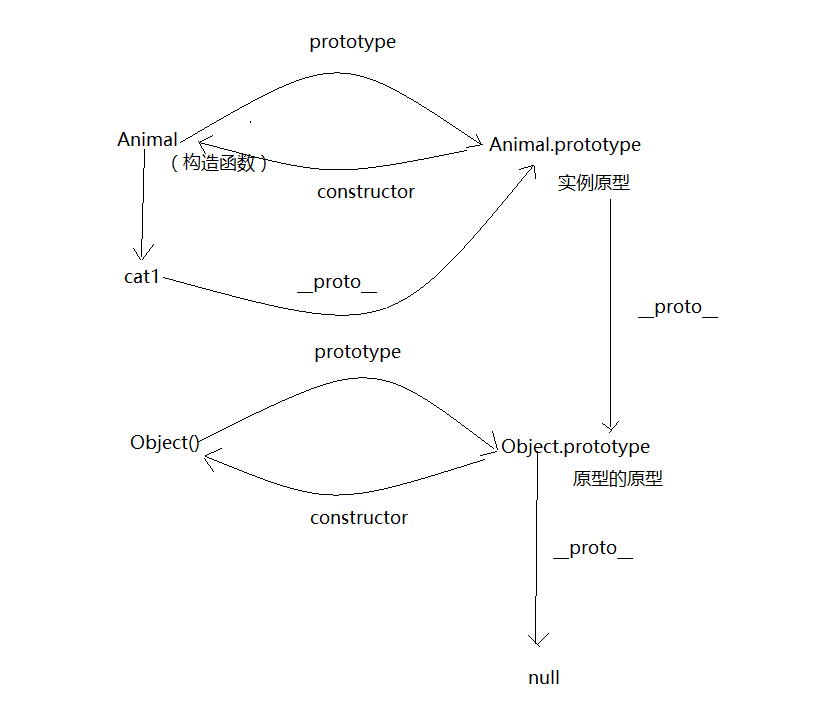 prototype
Animal
Animal.prototype
（构造函数）
实例原型
constructor
cat1
__proto__
__proto__
prototype
Object()
Object.prototype
原型的原型
constructor
__proto__
null